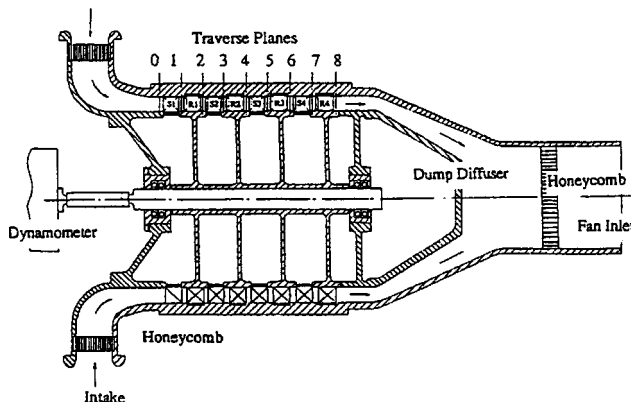 Traverse Planes
0 1 2 3 4 5 6 7 8
S1 R1 S2 R2 S3 R3 S4 R4
Dump Diffuser
Honeycomb
Dynamometer
Fan Inlet
Honeycomb
Intake